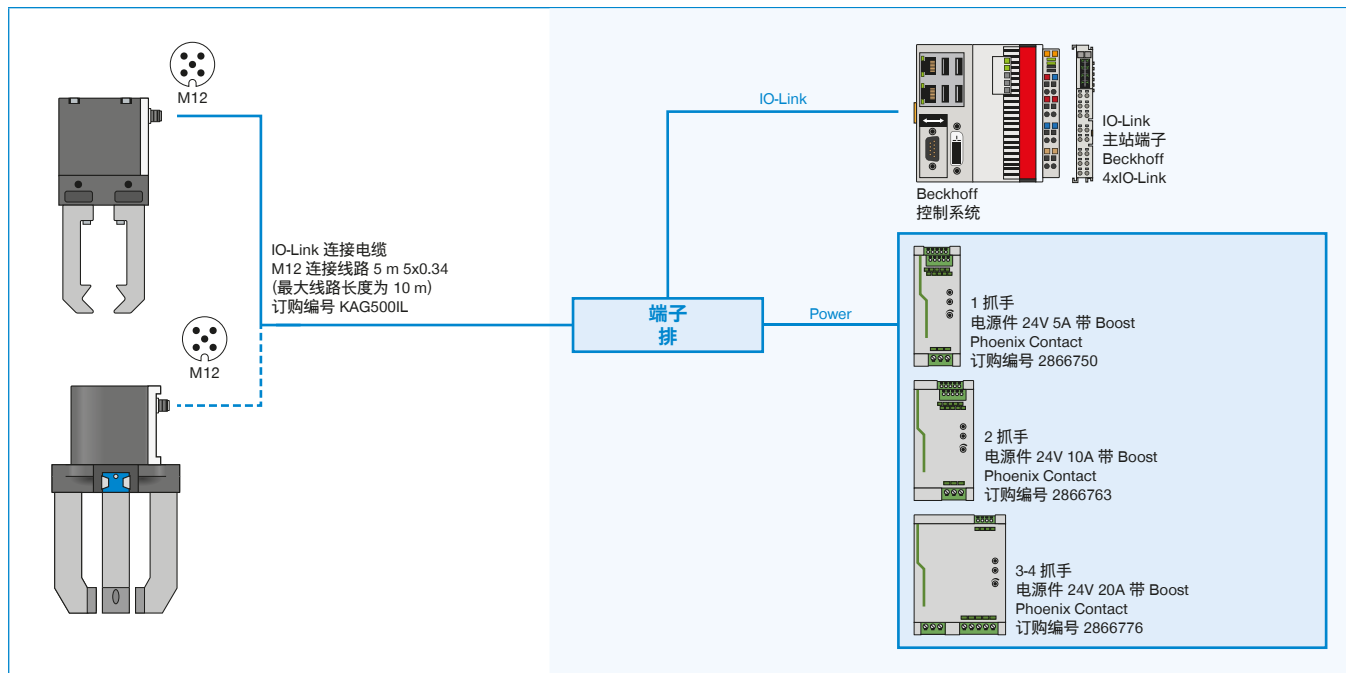 M12
IO-Link 连接电缆
M12 连接线路 5 m 5x0.34
(最大线路长度为 10 m)
订购编号 KAG500IL
M12
端子
排
IO-Link
Beckhoff
控制系统
IO-Link
主站端子
Beckhoff
4xIO-Link
Power
1 抓手
电源件 24V 5A 带 Boost
Phoenix Contact
订购编号 2866750
2 抓手
电源件 24V 10A 带 Boost
Phoenix Contact
订购编号 2866763
3-4 抓手
电源件 24V 20A 带 Boost
Phoenix Contact
订购编号 2866776